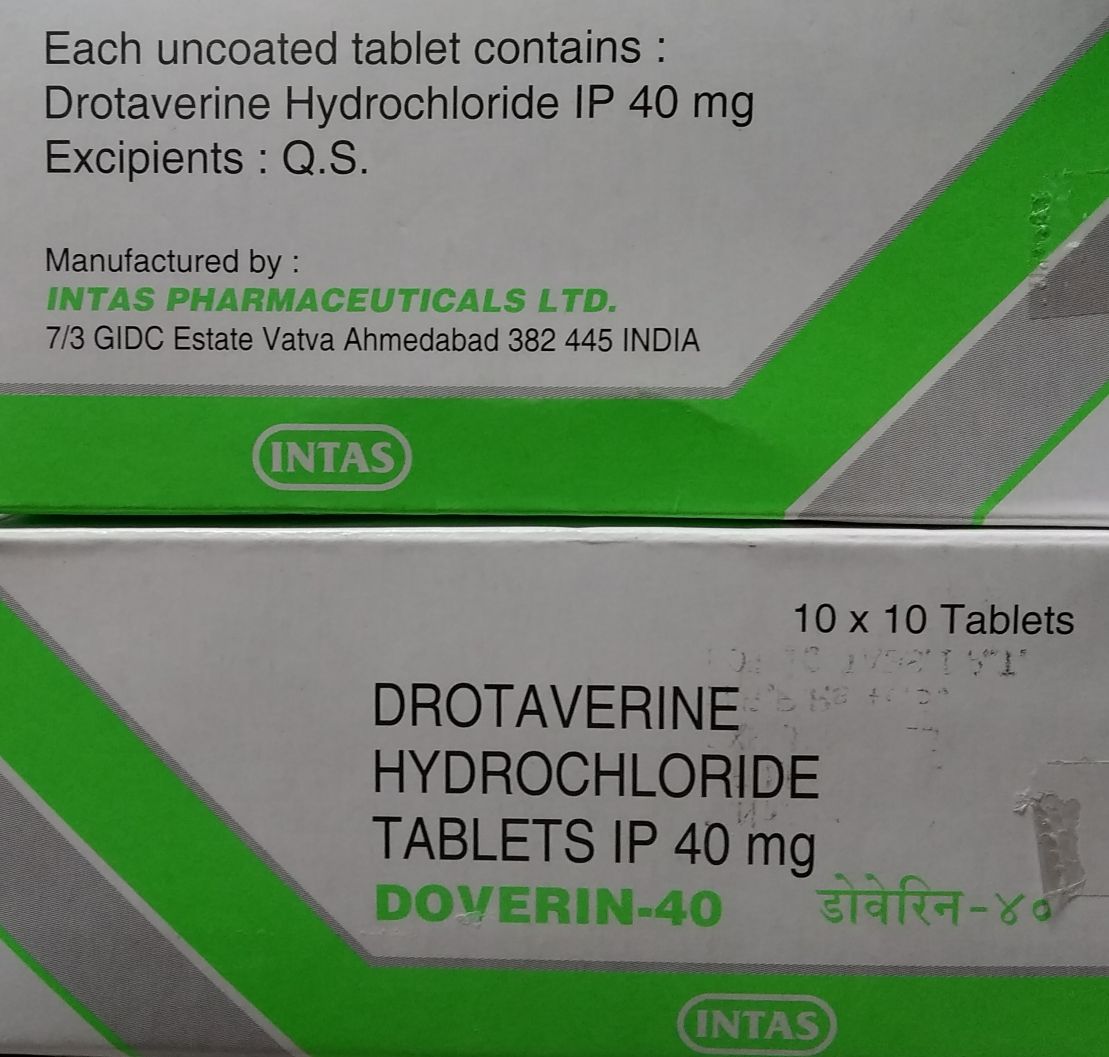 Each uncoated tablet contains :
Drotaverine Hydrochloride IP 40 mg
Excipients : Q.S.
Manufactured by :
INTAS PHARMACEUTICALS LTD.
7/3 GIDC Estate Vatva Ahmedabad 382 445 INDIA
INTAS
10 x 10 Tablets
DROTAVERINE
HYDROCHLORIDE
TABLETS IP 40 mg
DOVERIN-40 डोवेरिन-४०
INTAS